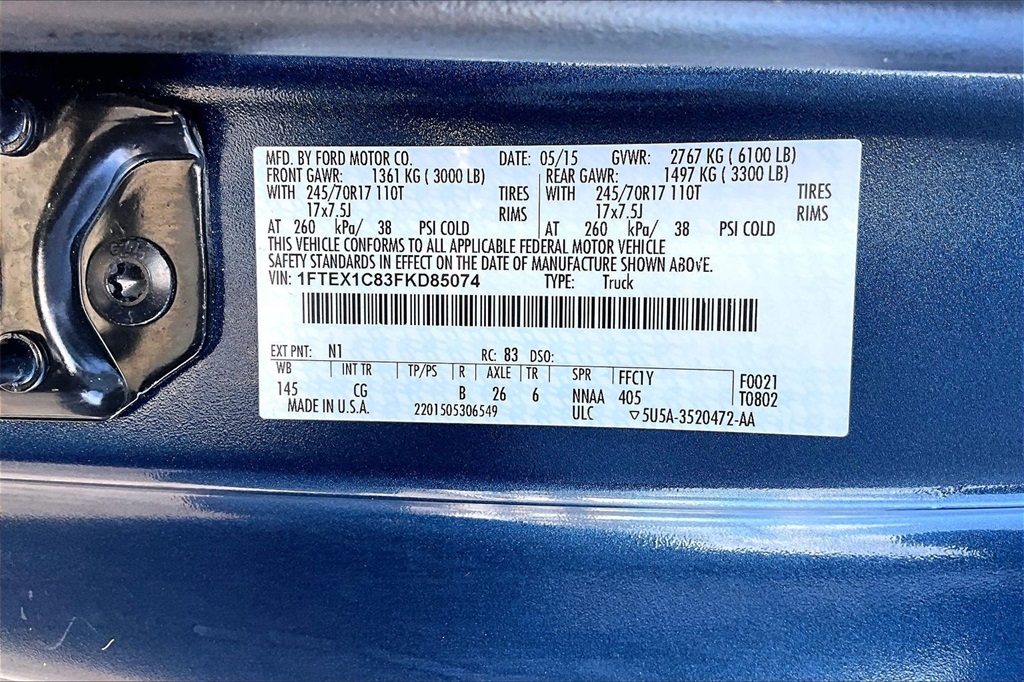 MFD. BY FORD MOTOR CO. DATE: 05/15 GVWR: 2767 KG ( 6100 LB)
FRONT GAWR: 1361 KG ( 3000 LB) REAR GAWR: 1497 KG ( 3300 LB)
WITH 245/70R17 110T TIRES WITH 245/70R17 110T TIRES
17x7.5J RIMS 17x7.5J RIMS
AT 260 kPa/ 38 PSI COLD AT 260 kPa/ 38 PSI COLD
THIS VEHICLE CONFORMS TO ALL APPLICABLE FEDERAL MOTOR VEHICLE
SAFETY STANDARDS IN EFFECT ON THE DATE OF MANUFACTURE SHOWN ABOVE.
VIN: 1FTEX1C83FKD85074 TYPE: Truck
EXT PNT: N1 RC: 83 DSO:
WB INT TR TP/PS R AXLE TR SPR FFC1Y F0021
145 CG B 26 6 NNAA 405 T0802
MADE IN U.S.A. 2201505306549 ULC ▽5U5A-3520472-AA